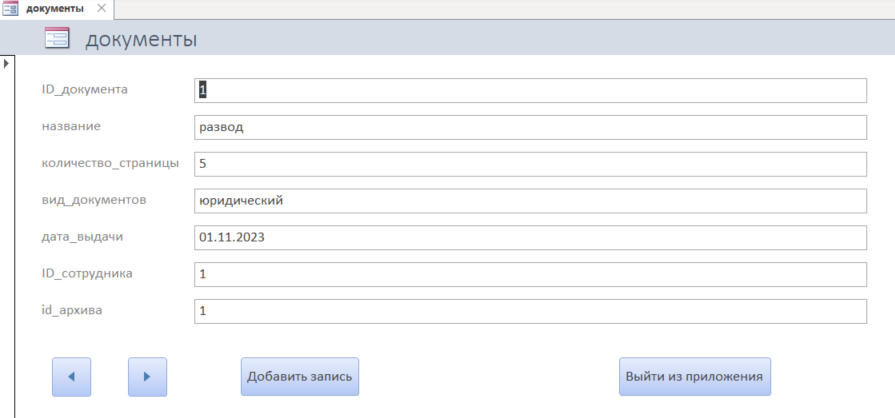 документы
документы
ID_документа 1
название развод
количество_страницы 5
вид_документов юридический
дата_выдачи 01.11.2023
ID_сотрудника 1
id_архива 1
Добавить запись Выйти из приложения